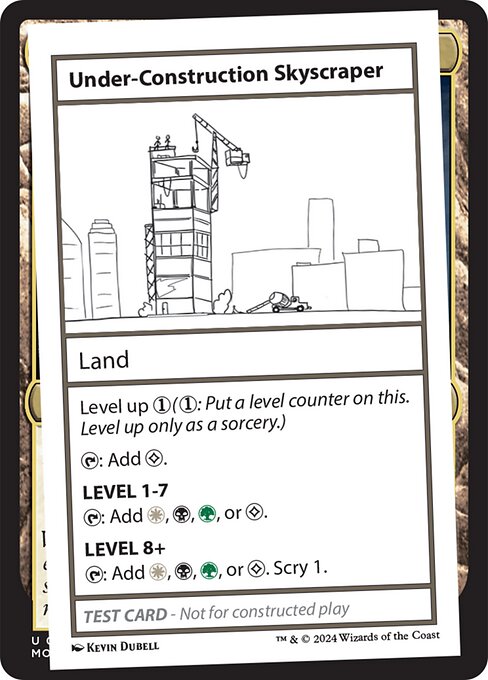 Under-Construction Skyscraper
Land
Level up ①(①: Put a level counter on this.
Level up only as a sorcery.)
: Add .
LEVEL 1-7
: Add , , , or .
LEVEL 8+
: Add , , , or . Scry 1.
TEST CARD - Not for constructed play
KEVIN DUBELL
™ & © 2024 Wizards of the Coast